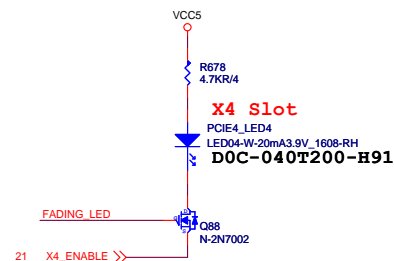 VCC5
R678
4.7KR/4
X4 Slot
PCIE4_LED4
LED04-W-20mA3.9V_1608-RH
D0C-040T200-H91
FADING_LED
Q88
N-2N7002
21 X4_ENABLE